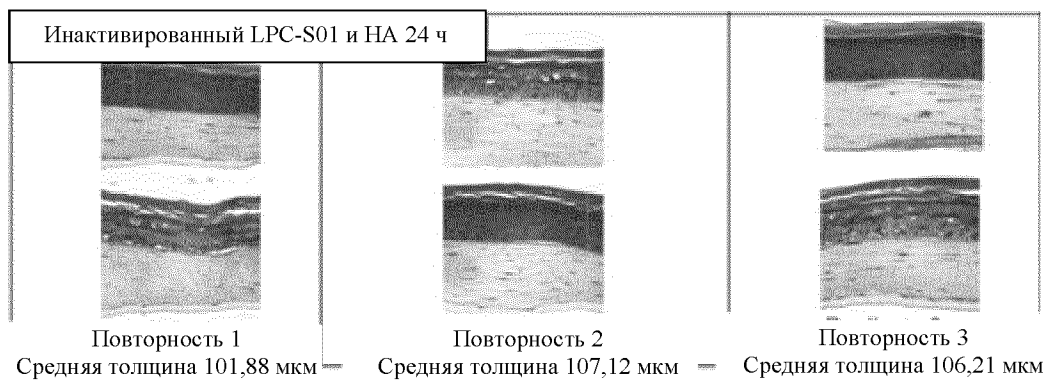 Инактивированный LPC-S01 и HA 24 ч
Повторность 1
Средняя толщина 101,88 мкм
Повторность 2
Средняя толщина 107,12 мкм
Повторность 3
Средняя толщина 106,21 мкм